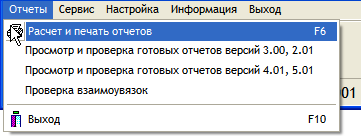 Отчеты Сервис Настройка Информация Выход
Расчет и печать отчетов F6
Просмотр и проверка готовых отчетов версий 3.00, 2.01
Просмотр и проверка готовых отчетов версий 4.01, 5.01
Проверка взаимоувязок
01
Выход F10